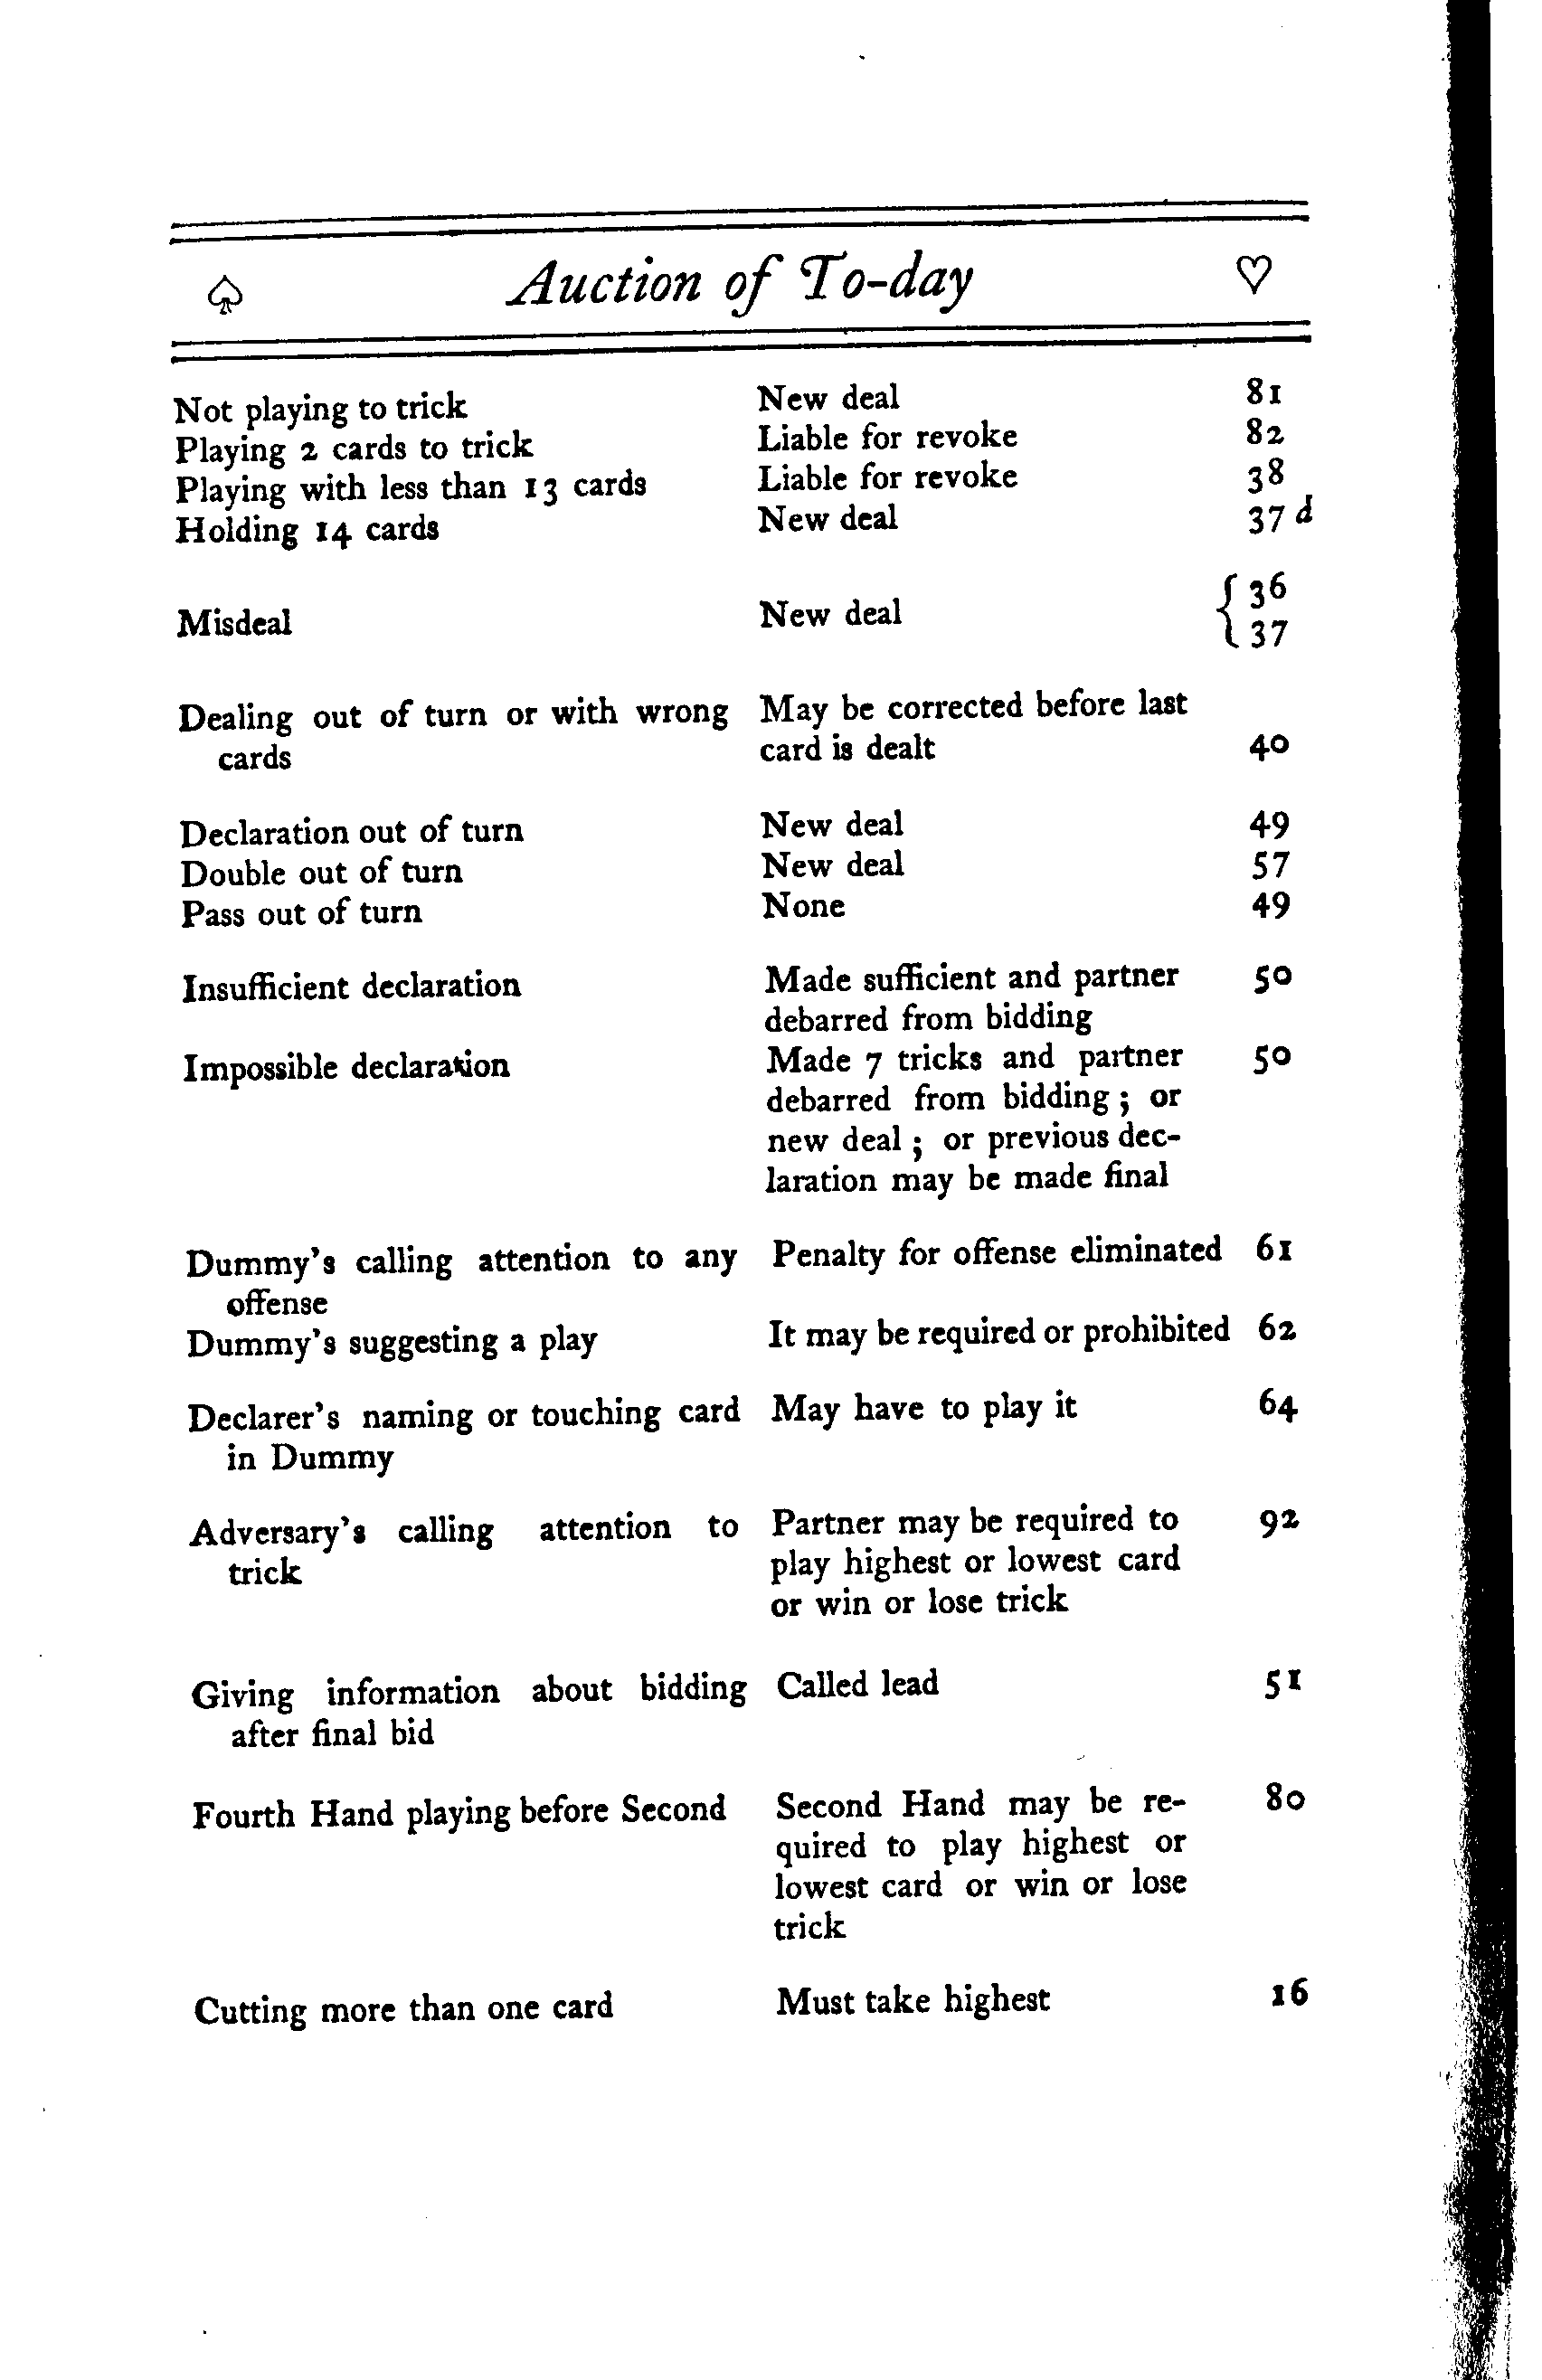 ♤ Auction of To-day ♡
Not playing to trick New deal 81
Playing 2 cards to trick Liable for revoke 82
Playing with less than 13 cards Liable for revoke 38
Holding 14 cards New deal 37 d
Misdeal New deal { 36
37
Dealing out of turn or with wrong May be corrected before last
cards card is dealt 40
Declaration out of turn New deal 49
Double out of turn New deal 57
Pass out of turn None 49
Insufficient declaration Made sufficient and partner 50
debarred from bidding
Impossible declaration Made 7 tricks and partner 50
debarred from bidding ; or
new deal ; or previous dec-
laration may be made final
Dummy's calling attention to any Penalty for offense eliminated 61
offense
Dummy's suggesting a play It may be required or prohibited 62
Declarer's naming or touching card May have to play it 64
in Dummy
Adversary's calling attention to Partner may be required to 92
trick play highest or lowest card
or win or lose trick
Giving information about bidding Called lead 51
after final bid
Fourth Hand playing before Second Second Hand may be re- 80
quired to play highest or
lowest card or win or lose
trick
Cutting more than one card Must take highest 16